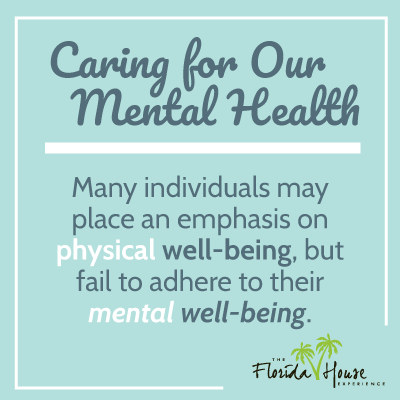 Caring for Our
Mental Health
Many individuals may
place an emphasis on
physical well-being, but
fail to adhere to their
mental well-being.
THE
Florida House
EXPERIENCE